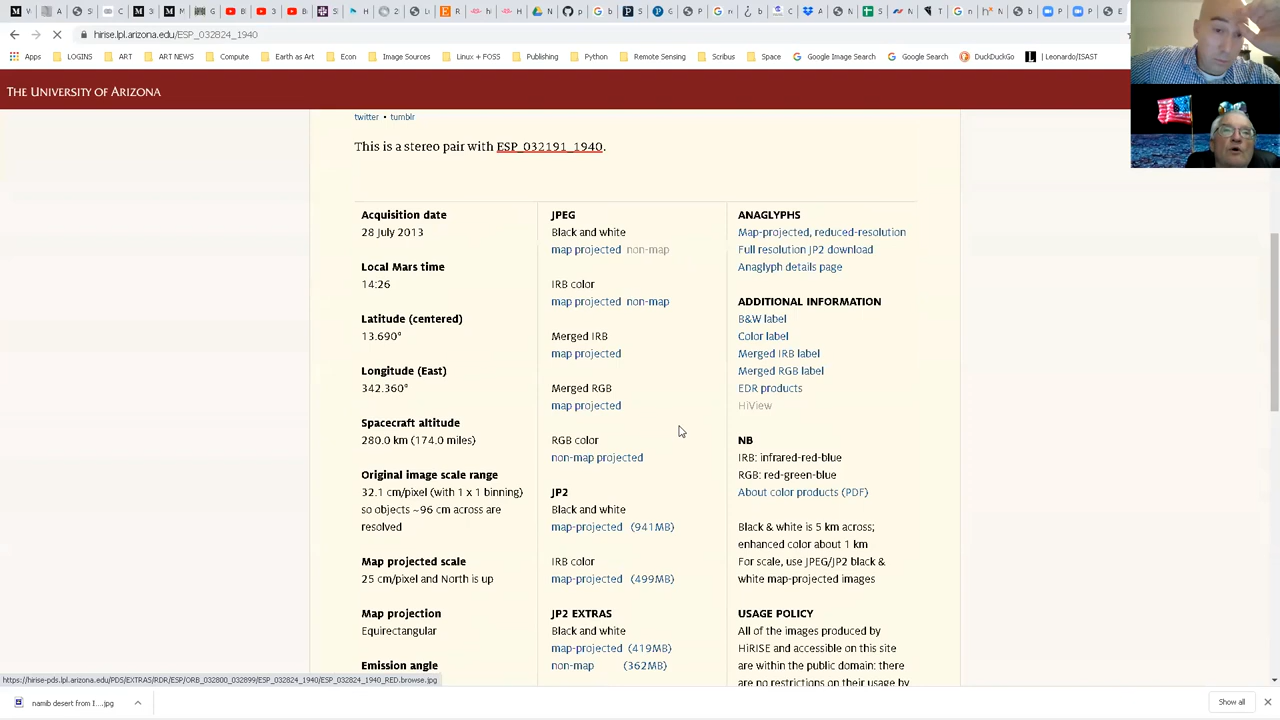 hirise.lpl.arizona.edu/ESP_032824_1940
Apps LOGINS ART ART NEWS Compute Earth as Art Econ Image Sources Linux + FOSS Publishing Python Remote Sensing Scribus Space Google Image Search Google Search DuckDuckGo Leonardo/ISAST
THE UNIVERSITY OF ARIZONA
twitter • tumblr
This is a stereo pair with ESP_032191_1940.
Acquisition date
28 July 2013
Local Mars time
14:26
Latitude (centered)
13.690°
Longitude (East)
342.360°
Spacecraft altitude
280.0 km (174.0 miles)
Original image scale range
32.1 cm/pixel (with 1 x 1 binning)
so objects ~96 cm across are
resolved
Map projected scale
25 cm/pixel and North is up
Map projection
Equirectangular
Emission angle
JPEG
Black and white
map projected non-map
IRB color
map projected non-map
Merged IRB
map projected
Merged RGB
map projected
RGB color
non-map projected
JP2
Black and white
map-projected (941MB)
IRB color
map-projected (499MB)
JP2 EXTRAS
Black and white
map-projected (419MB)
non-map (362MB)
ANAGLYPHS
Map-projected, reduced-resolution
Full resolution JP2 download
Anaglyph details page
ADDITIONAL INFORMATION
B&W label
Color label
Merged IRB label
Merged RGB label
EDR products
HiView
NB
IRB: infrared-red-blue
RGB: red-green-blue
About color products (PDF)
Black & white is 5 km across;
enhanced color about 1 km
For scale, use JPEG/JP2 black &
white map-projected images
USAGE POLICY
All of the images produced by
HiRISE and accessible on this site
are within the public domain: there
are no restrictions on their usage by
https://hirise-pds.lpl.arizona.edu/PDS/EXTRAS/RDR/ESP/ORB_032800_032899/ESP_032824_1940/ESP_032824_1940_RED.browse.jpg
namib desert from I....jpg
Show all